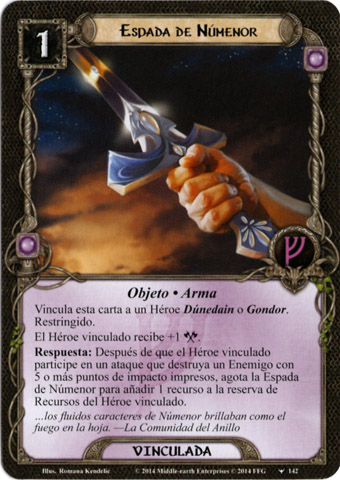 1
Espada de Númenor
Objeto • Arma
Vincula esta carta a un Héroe Dúnedain o Gondor.
Restringido.
El Héroe vinculado recibe +1
Respuesta: Después de que el Héroe vinculado
participe en un ataque que destruya un Enemigo con
5 o más puntos de impacto impresos, agota la Espada
de Númenor para añadir 1 recurso a la reserva de
Recursos del Héroe vinculado.
...los fluidos caracteres de Númenor brillaban como el
fuego en la hoja. —La Comunidad del Anillo
VINCULADA
Illus. Romana Kendelic © 2014 Middle-earth Enterprises © 2014 FFG 142